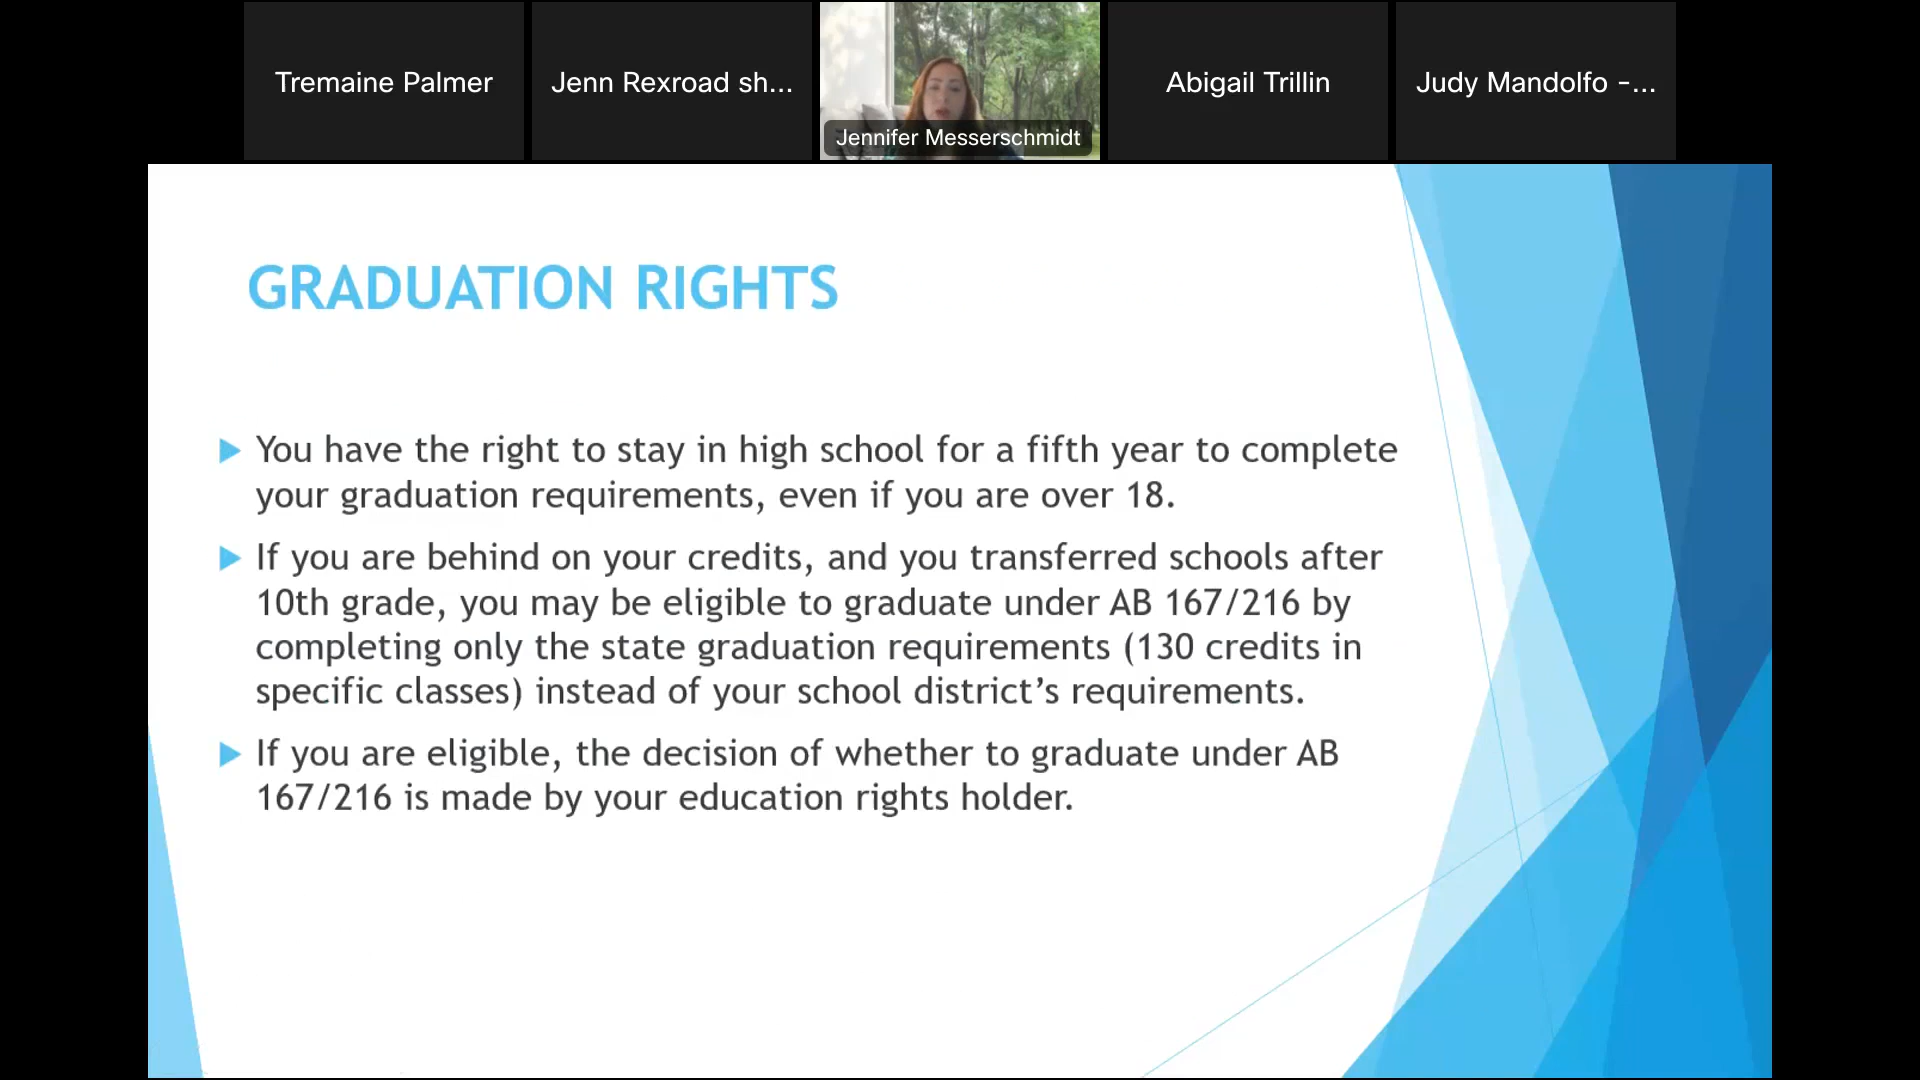 Tremaine Palmer
Jenn Rexroad sh...
Jennifer Messerschmidt
Abigail Trillin
Judy Mandolfo -...
GRADUATION RIGHTS
You have the right to stay in high school for a fifth year to complete
your graduation requirements, even if you are over 18.
If you are behind on your credits, and you transferred schools after
10th grade, you may be eligible to graduate under AB 167/216 by
completing only the state graduation requirements (130 credits in
specific classes) instead of your school district’s requirements.
If you are eligible, the decision of whether to graduate under AB
167/216 is made by your education rights holder.